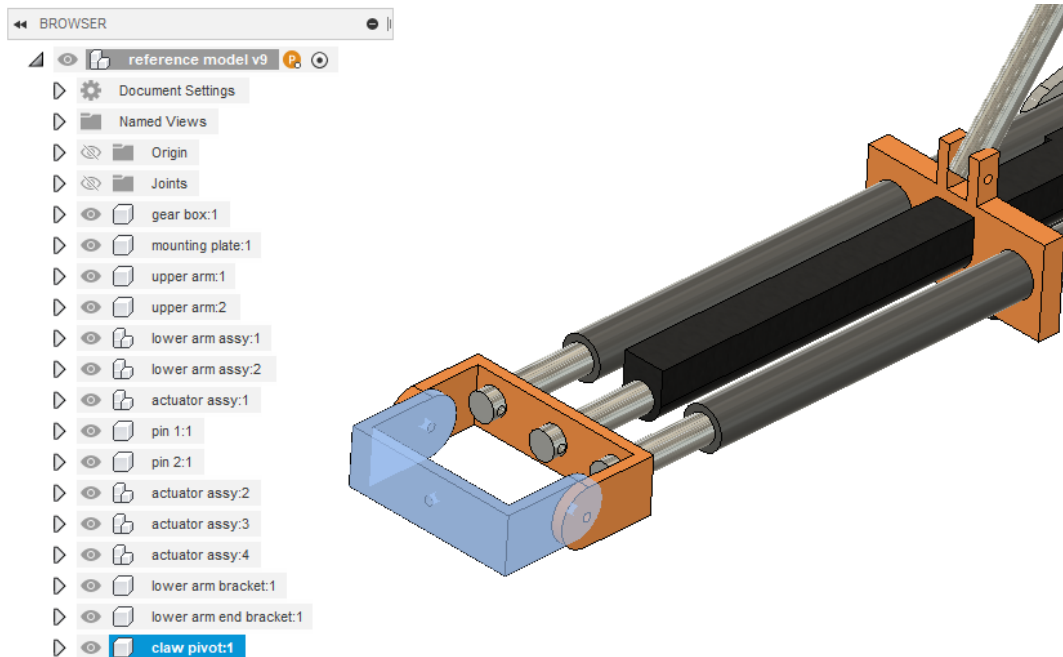 BROWSER
reference model v9 P
Document Settings
Named Views
Origin
Joints
gear box:1
mounting plate:1
upper arm:1
upper arm:2
lower arm assy:1
lower arm assy:2
actuator assy:1
pin 1:1
pin 2:1
actuator assy:2
actuator assy:3
actuator assy:4
lower arm bracket:1
lower arm end bracket:1
claw pivot:1